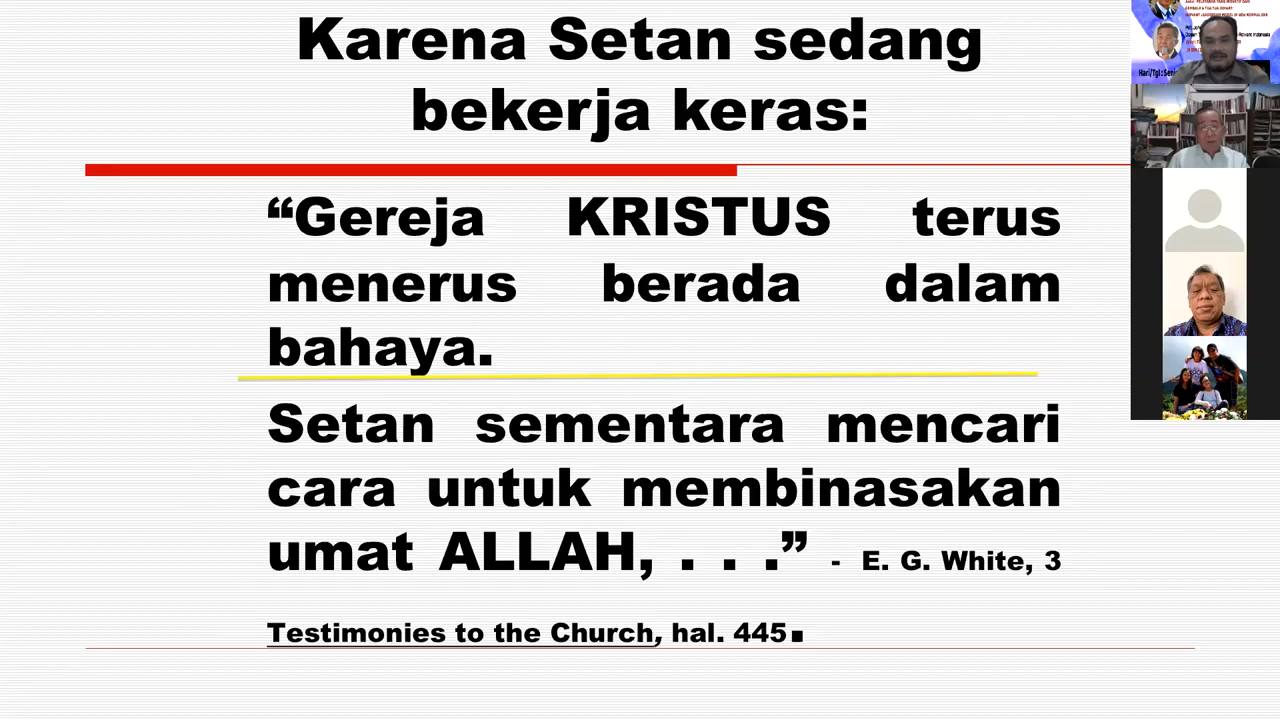 Karena Setan sedang
bekerja keras:
“Gereja KRISTUS terus
menerus berada dalam
bahaya.
Setan sementara mencari
cara untuk membinasakan
umat ALLAH, . . .” - E. G. White, 3
Testimonies to the Church, hal. 445.